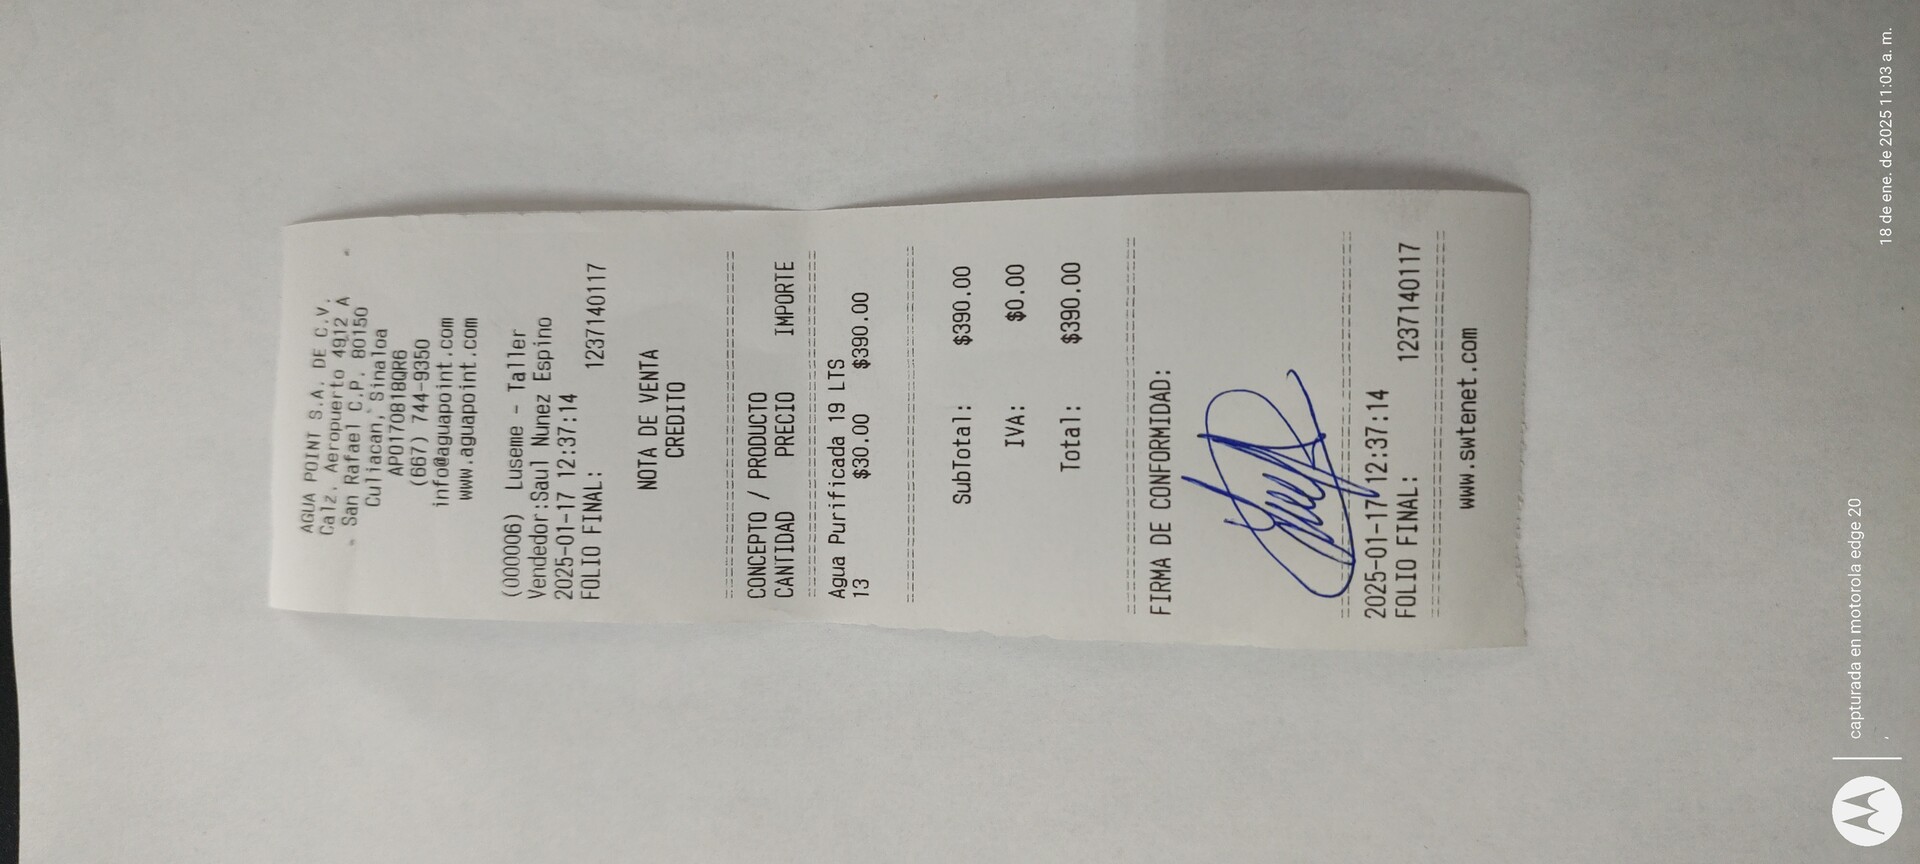 AGUA POINT S.A. DE C.V.
Calz. Aeropuerto 4912 A
San Rafael C.P. 80150
Culiacan, Sinaloa
APO170818QR6
(667) 744-9350
info@aguapoint.com
www.aguapoint.com
(000006) Luseme - Taller
Vendedor:Saul Nunez Espino
2025-01-17 12:37:14
FOLIO FINAL: 1237140117
NOTA DE VENTA
CREDITO
CONCEPTO / PRODUCTO
CANTIDAD PRECIO IMPORTE
Agua Purificada 19 LTS
13 $30.00 $390.00
SubTotal: $390.00
IVA: $0.00
Total: $390.00
FIRMA DE CONFORMIDAD:
2025-01-17 12:37:14
FOLIO FINAL: 1237140117
www.swtenet.com
capturada en motorola edge 20
18 de ene. de 2025 11:03 a. m.